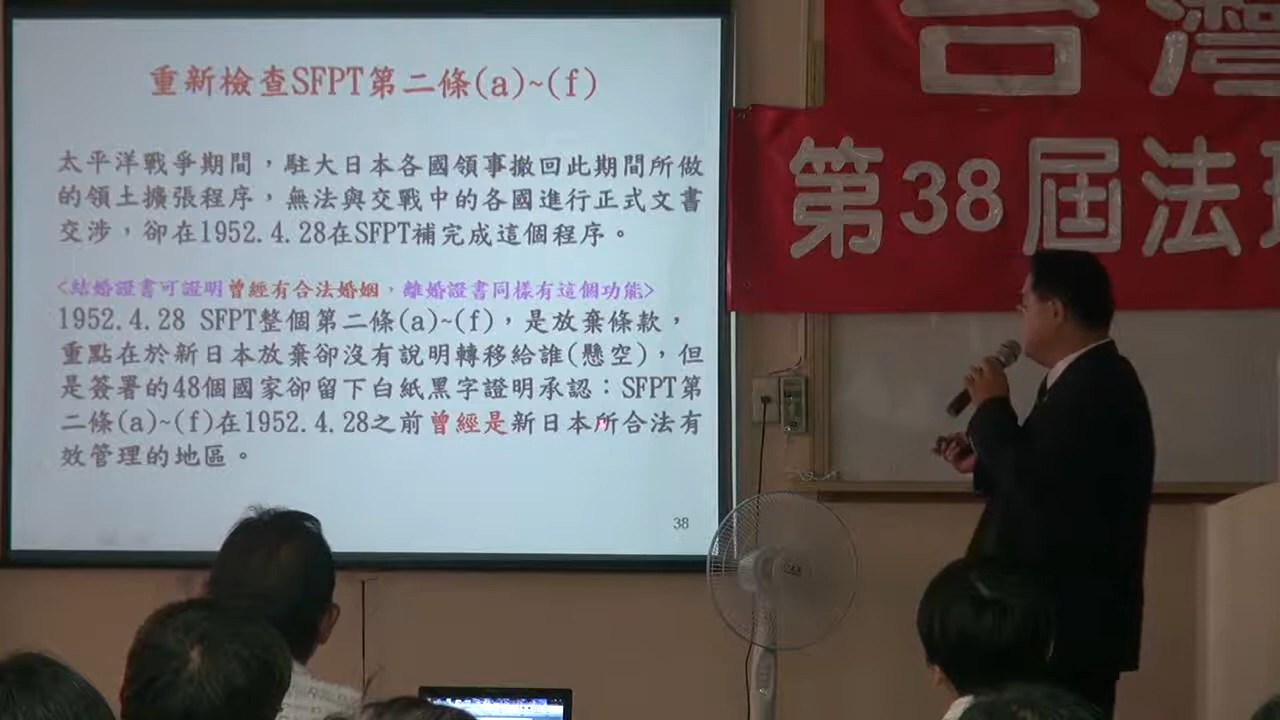 重新檢查SFPT第二條(a)~(f)
太平洋戰爭期間，駐大日本各國領事撤回此期間所做
的領土擴張程序，無法與交戰中的各國進行正式文書
交涉，卻在1952.4.28在SFPT補完成這個程序。
<結婚證書可證明曾經有合法婚姻，離婚證書同樣有這個功能>
1952.4.28 SFPT整個第二條(a)~(f)，是放棄條款，
重點在於新日本放棄卻沒有說明轉移給誰(懸空)，但
是簽署的48個國家卻留下白紙黑字證明承認：SFPT第
二條(a)~(f)在1952.4.28之前曾經是新日本所合法有
效管理的地區。
38
台灣
第38屆法